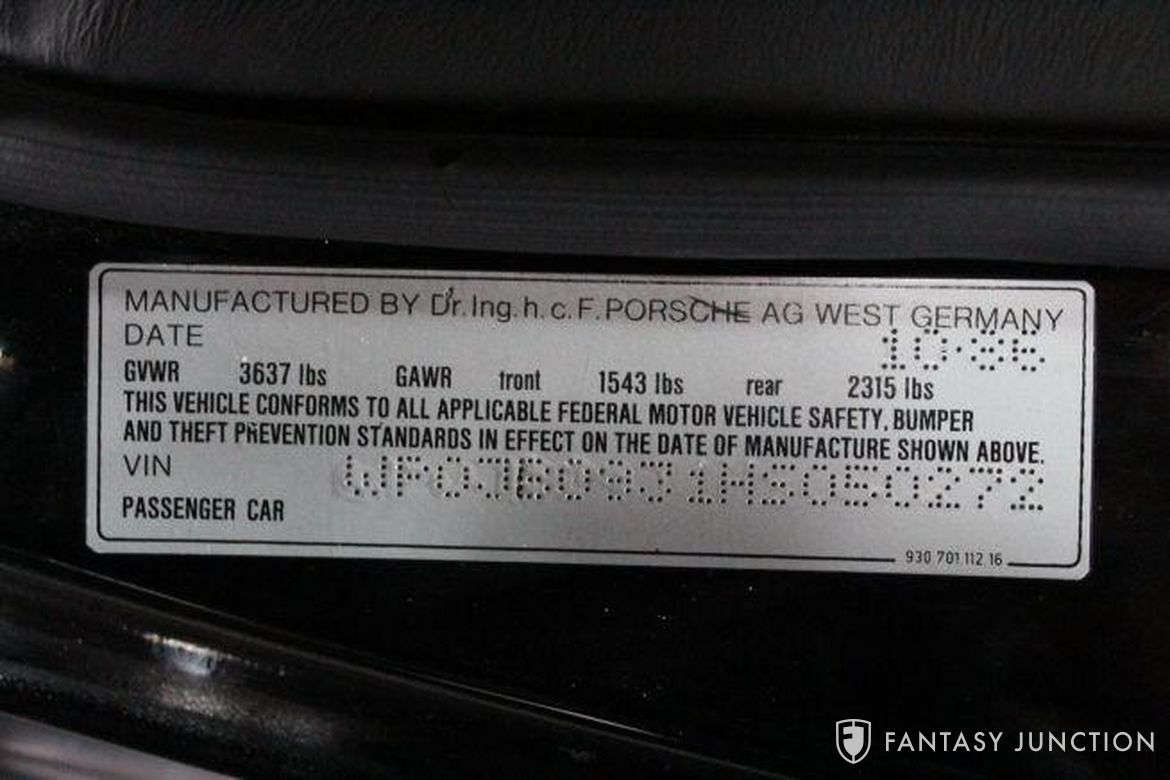 MANUFACTURED BY Dr. Ing. h. c. F. PORSCHE AG WEST GERMANY
DATE 10·86
GVWR 3637 lbs GAWR front 1543 lbs rear 2315 lbs
THIS VEHICLE CONFORMS TO ALL APPLICABLE FEDERAL MOTOR VEHICLE SAFETY, BUMPER
AND THEFT PREVENTION STANDARDS IN EFFECT ON THE DATE OF MANUFACTURE SHOWN ABOVE.
VIN WP0JB0931HS050272
PASSENGER CAR
930 701 112 16
FANTASY JUNCTION